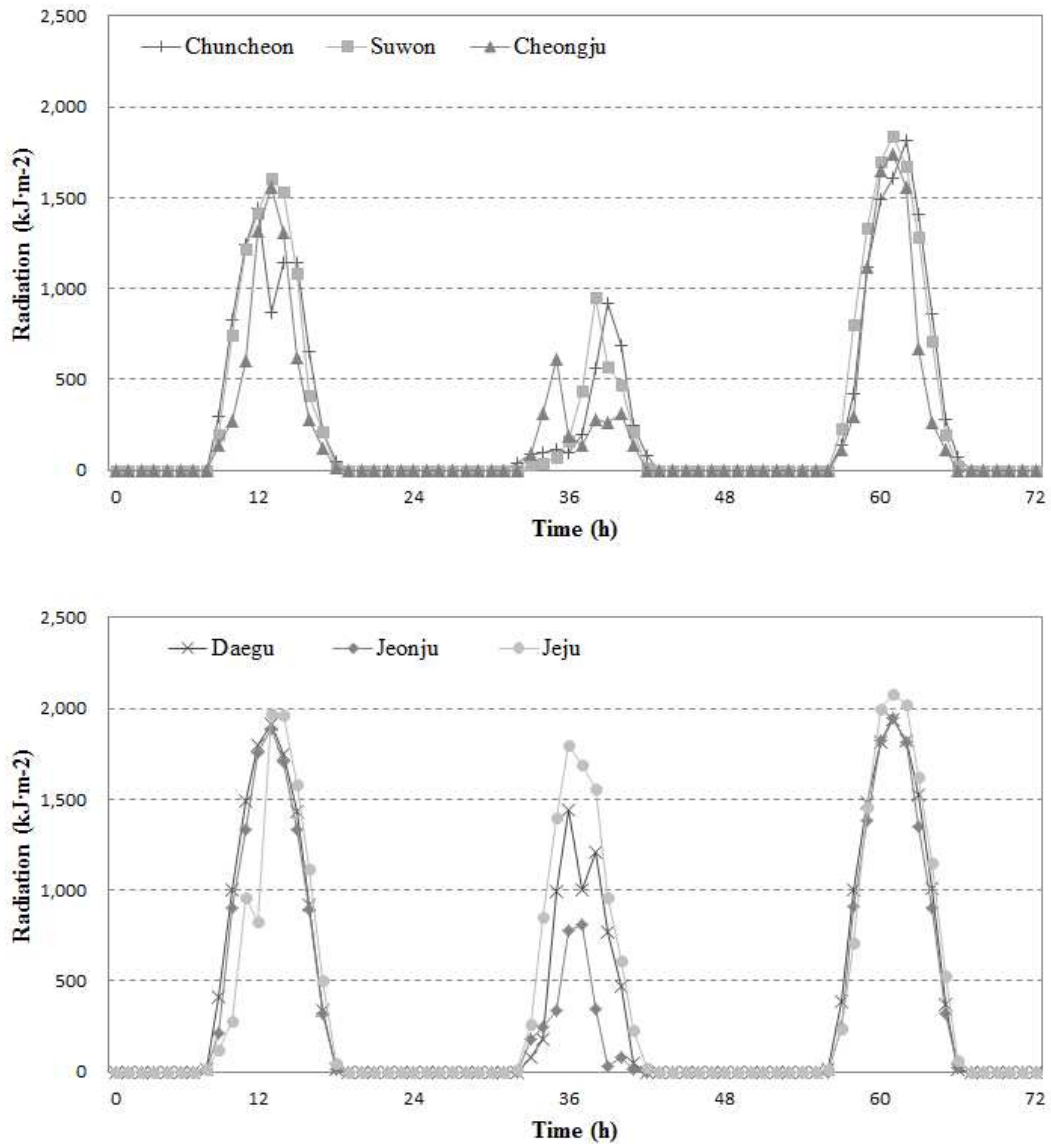 2,500
Chuncheon Suwon Cheongju
2,000
1,500
1,000
500
0
Radiation (kJ·m-2)
0 12 24 36 48 60 72
Time (h)
2,500
Daegu Jeonju Jeju
2,000
1,500
1,000
500
0
Radiation (kJ·m-2)
0 12 24 36 48 60 72
Time (h)